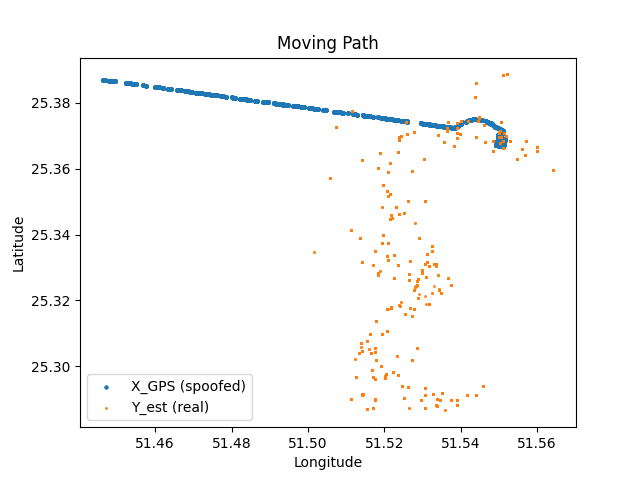 Moving Path
25.38
25.36
25.34
25.32
25.30
Latitude
X_GPS (spoofed)
Y_est (real)
51.46
51.48
51.50
51.52
51.54
51.56
Longitude